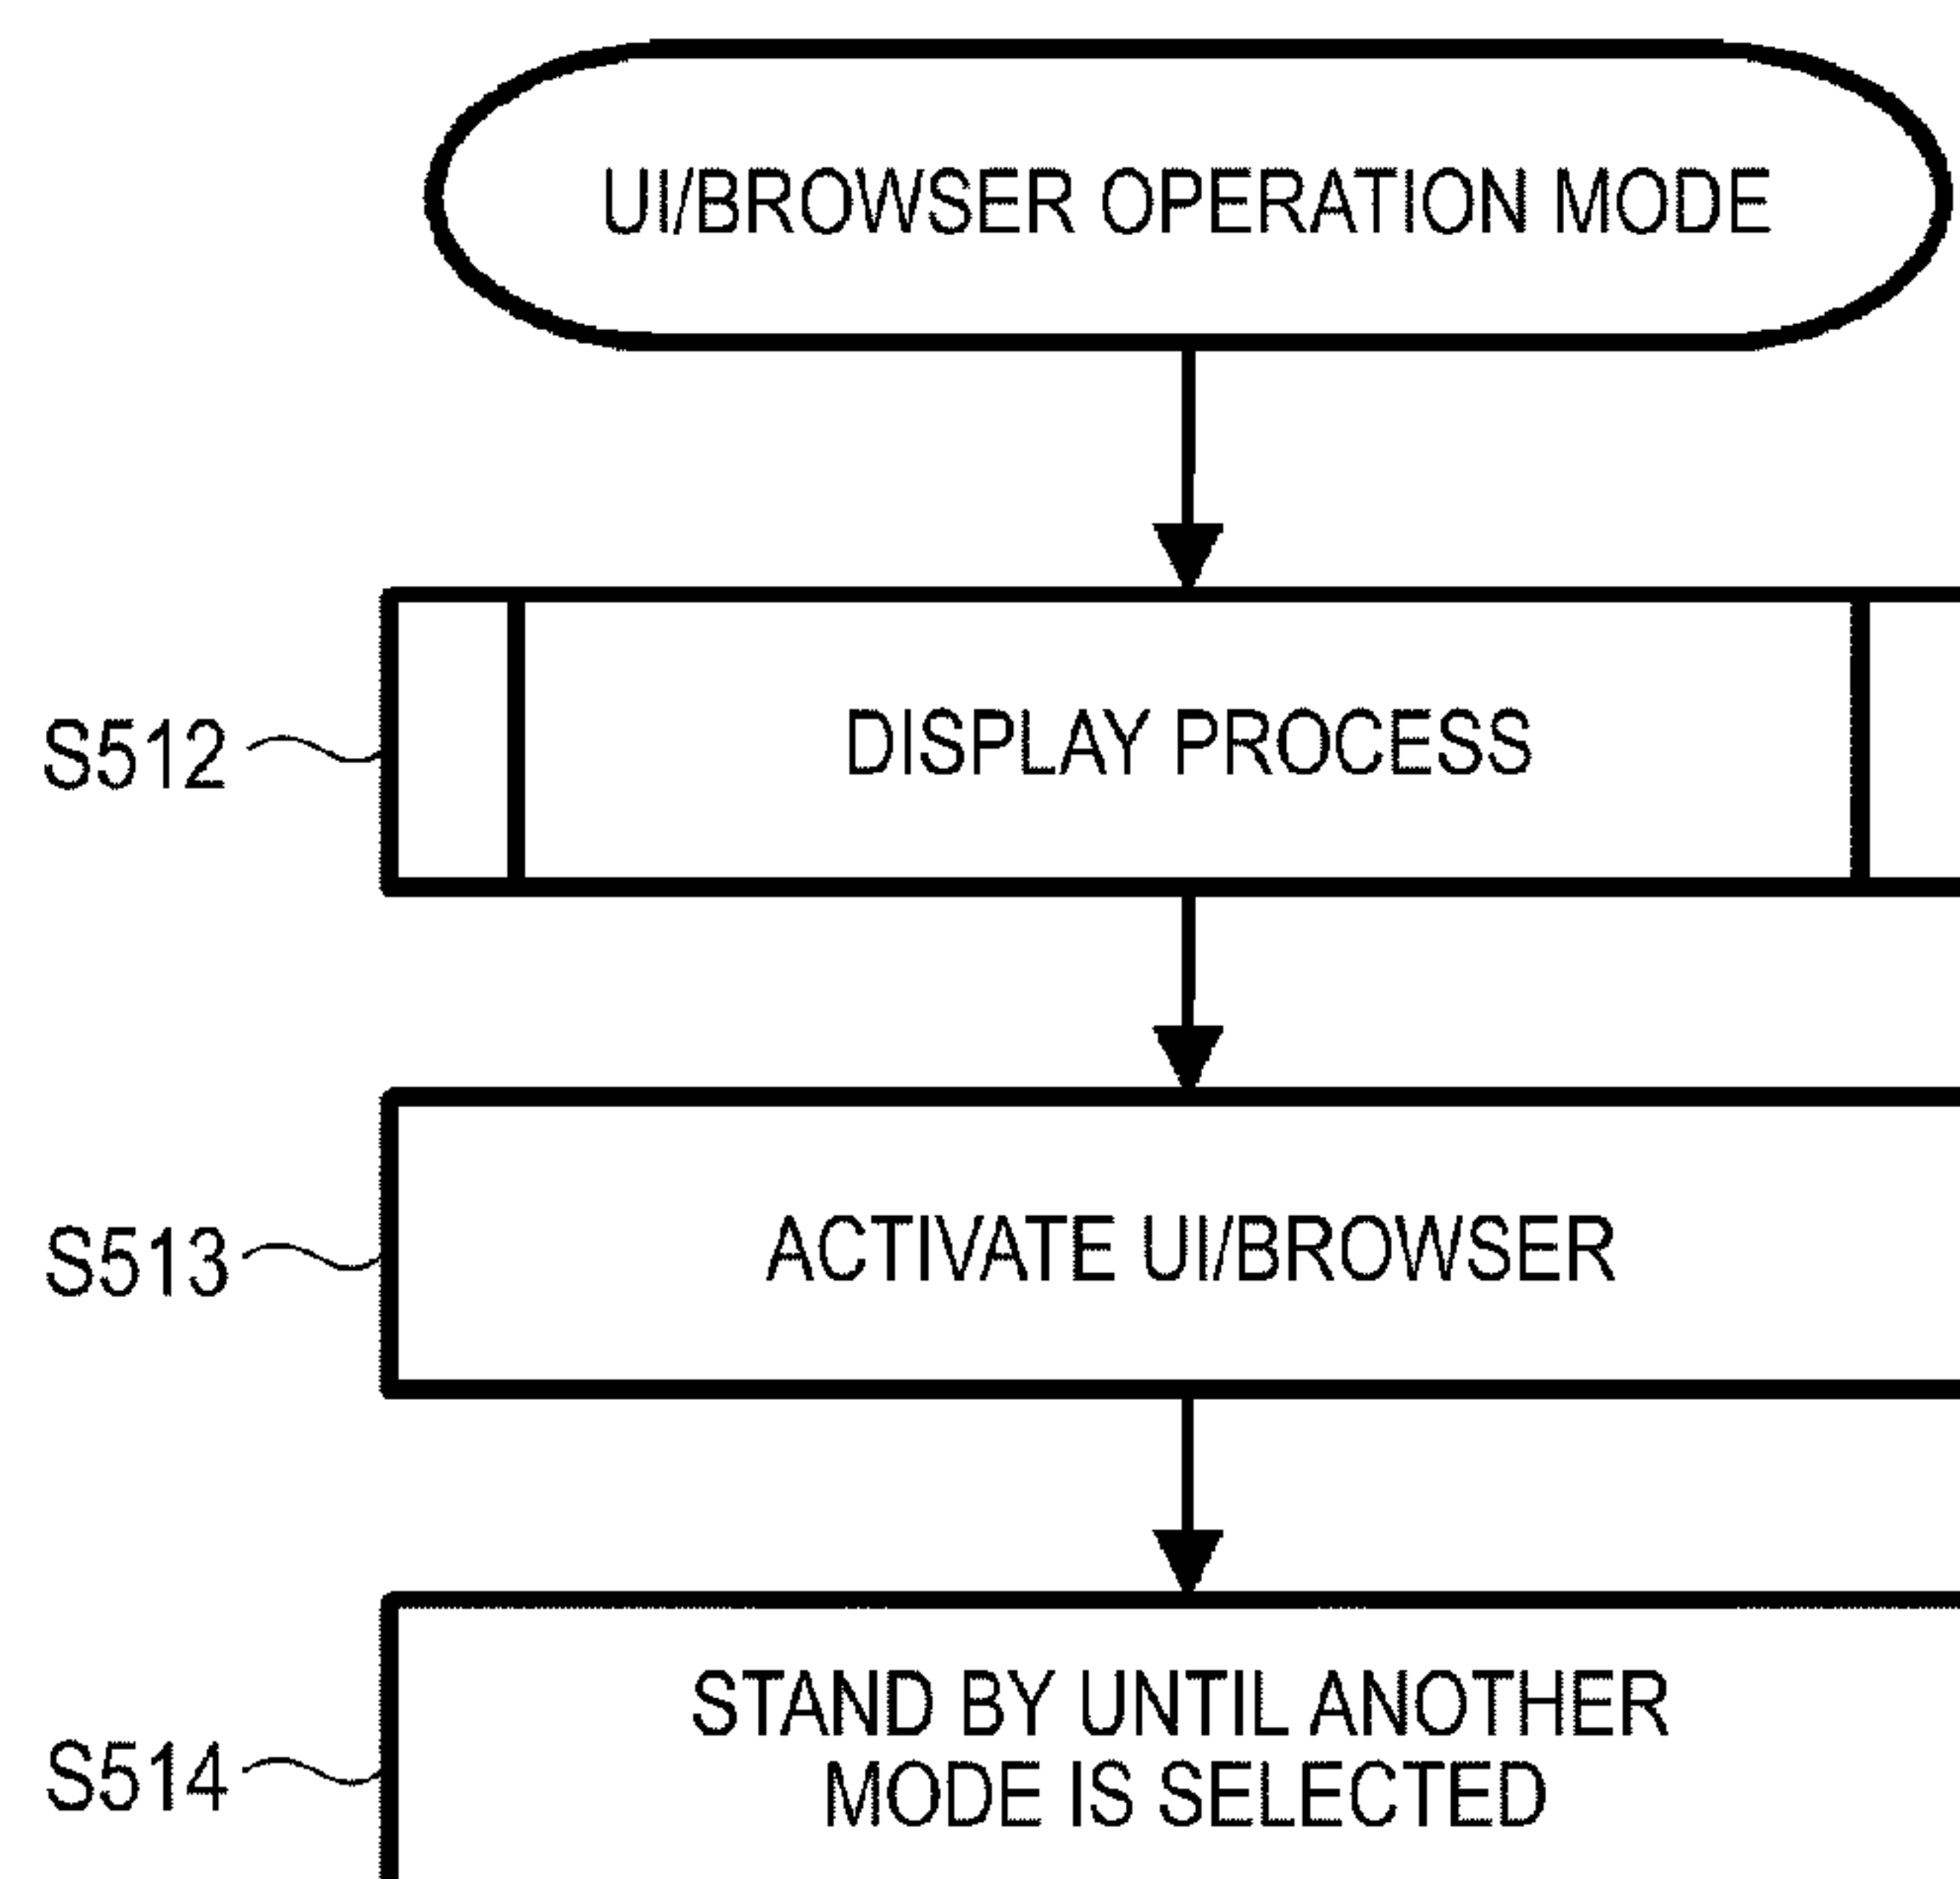 UI/BROWSER OPERATION MODE
S512
DISPLAY PROCESS
S513
ACTIVATE UI/BROWSER
S514
STAND BY UNTIL ANOTHER
MODE IS SELECTED